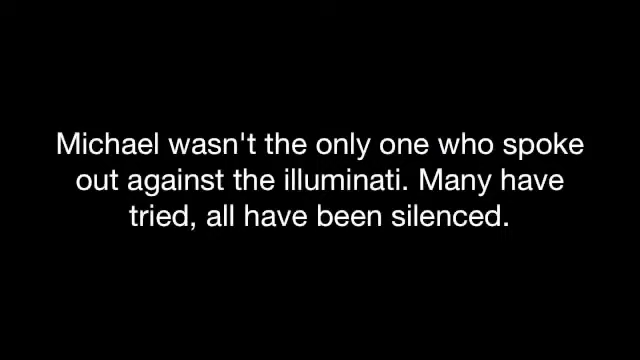 Michael wasn't the only one who spoke
out against the illuminati. Many have
tried, all have been silenced.